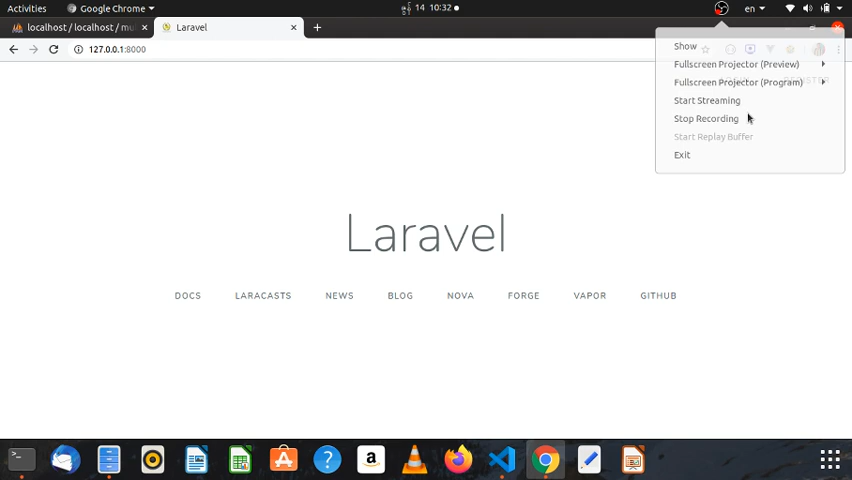 Activities
Google Chrome
14 10:32
en
localhost / localhost / mu
Laravel
127.0.0.1:8000
Show
Fullscreen Projector (Preview)
Fullscreen Projector (Program)
Start Streaming
Stop Recording
Start Replay Buffer
Exit
REGISTER
Laravel
DOCS
LARACASTS
NEWS
BLOG
NOVA
FORGE
VAPOR
GITHUB